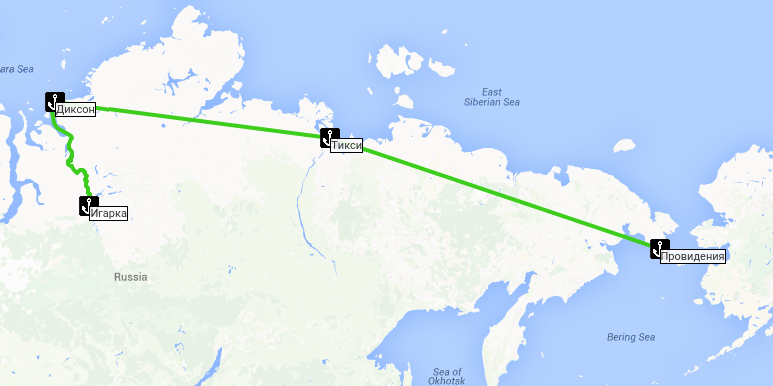 ara Sea
East
Siberian Sea
Диксон
Тикси
Игарка
Провидения
Russia
Bering Sea
Sea of
Okhotsk